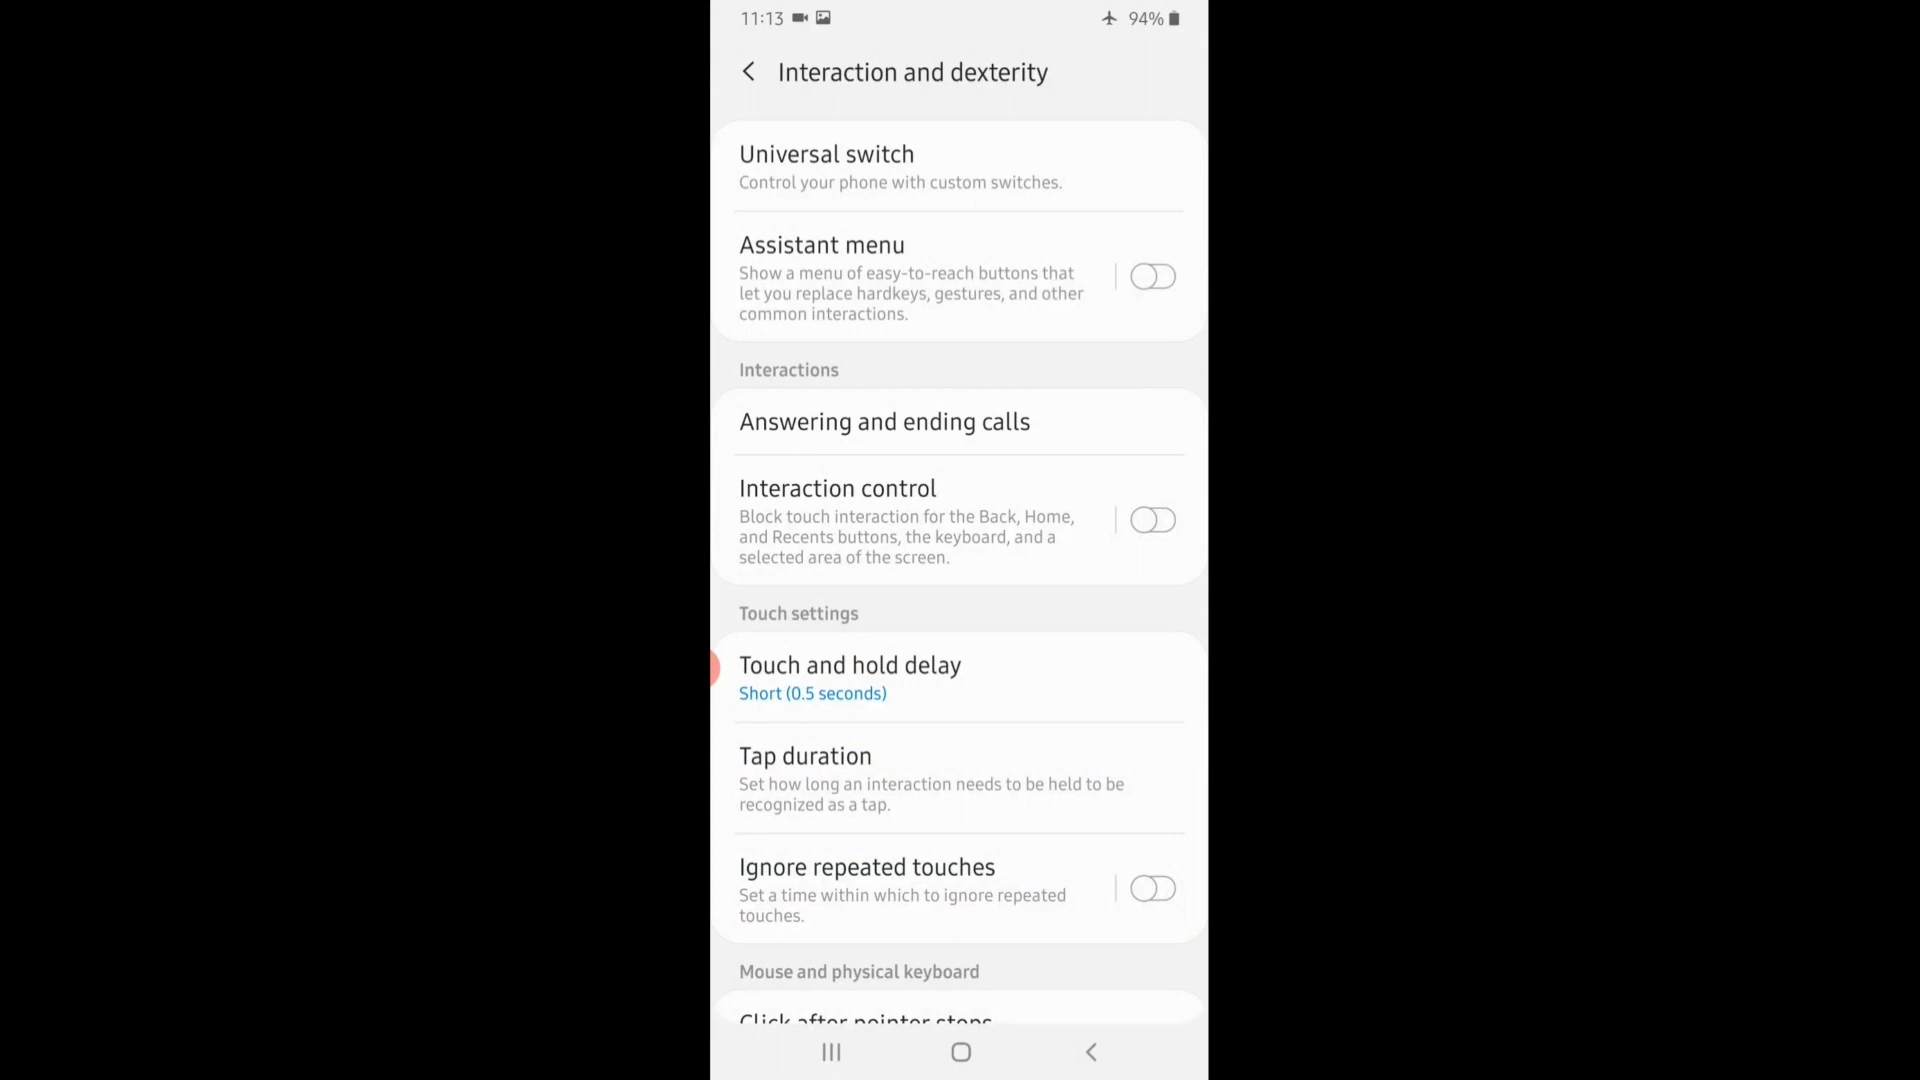 11:13
94%
Interaction and dexterity
Universal switch
Control your phone with custom switches.
Assistant menu
Show a menu of easy-to-reach buttons that
let you replace hardkeys, gestures, and other
common interactions.
Interactions
Answering and ending calls
Interaction control
Block touch interaction for the Back, Home,
and Recents buttons, the keyboard, and a
selected area of the screen.
Touch settings
Touch and hold delay
Short (0.5 seconds)
Tap duration
Set how long an interaction needs to be held to be
recognized as a tap.
Ignore repeated touches
Set a time within which to ignore repeated
touches.
Mouse and physical keyboard
Click after pointer stops